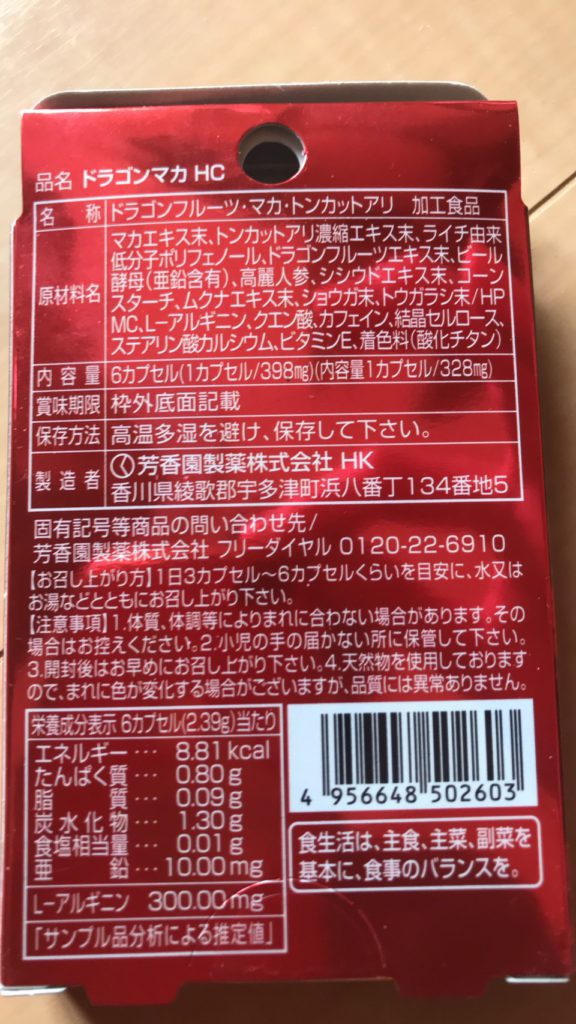 品名 ドラゴンマカ HC
名称 ドラゴンフルーツ・マカ・トンカットアリ 加工食品
原材料名 マカエキス末、トンカットアリ濃縮エキス末、ライチ由来
低分子ポリフェノール、ドラゴンフルーツエキス末、ビール
酵母(亜鉛含有)、高麗人参、シシウドエキス末、コーン
スターチ、ムクナエキス末、ショウガ末、トウガラシ末/HP
MC、L-アルギニン、クエン酸、カフェイン、結晶セルロース、
ステアリン酸カルシウム、ビタミンE、着色料(酸化チタン)
内容量 6カプセル(1カプセル/398mg)(内容量1カプセル/328mg)
賞味期限 枠外底面記載
保存方法 高温多湿を避け、保存して下さい。
製造者 芳香園製薬株式会社 HK
香川県綾歌郡宇多津町浜八番丁134番地5
固有記号等商品の問い合わせ先/
芳香園製薬株式会社 フリーダイヤル 0120-22-6910
【お召し上がり方】1日3カプセル〜6カプセルくらいを目安に、水又は
お湯などとともにお召し上がり下さい。
【注意事項】1.体質、体調等によりまれに合わない場合があります。その
場合はお控えください。2.小児の手の届かない所に保管して下さい。
3.開封後はお早めにお召し上がり下さい。4.天然物を使用しております
ので、まれに色が変化する場合がございますが、品質には異常ありません。
栄養成分表示 6カプセル(2.39g)当たり
エネルギー… 8.81kcal
たんぱく質… 0.80g
脂質… 0.09g
炭水化物… 1.30g
食塩相当量… 0.01g
亜鉛… 10.00mg
L-アルギニン 300.00mg
「サンプル品分析による推定値」
4 956648 502603
食生活は、主食、主菜、副菜を
基本に、食事のバランスを。